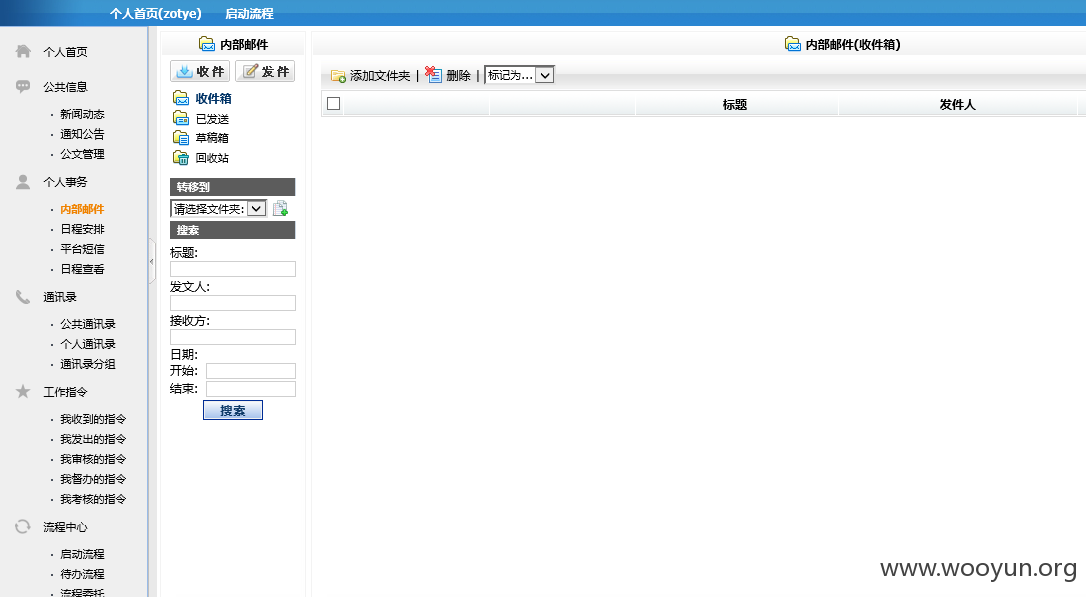 个人首页(zotye) 启动流程
个人首页
公共信息
新闻动态
通知公告
公文管理
个人事务
内部邮件
日程安排
平台短信
日程查看
通讯录
公共通讯录
个人通讯录
通讯录分组
工作指令
我收到的指令
我发出的指令
我审核的指令
我督办的指令
我考核的指令
流程中心
启动流程
待办流程
流程委托
内部邮件
收件 发件
收件箱
已发送
草稿箱
回收站
转移到
请选择文件夹:
搜索
标题:
发文人:
接收方:
日期:
开始:
结束:
搜索
内部邮件(收件箱)
添加文件夹 | 删除 | 标记为...
标题 发件人
www.wooyun.org